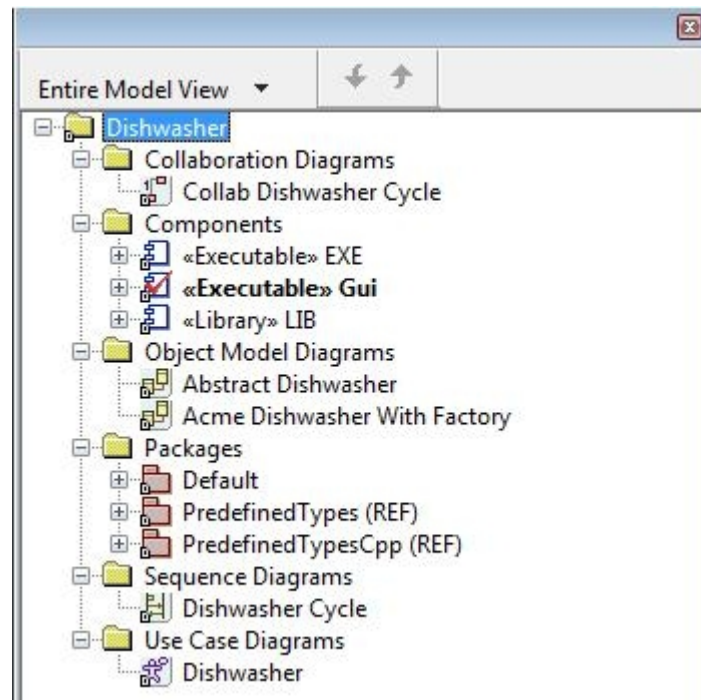 Entire Model View
Dishwasher
Collaboration Diagrams
Collab Dishwasher Cycle
Components
«Executable» EXE
«Executable» Gui
«Library» LIB
Object Model Diagrams
Abstract Dishwasher
Acme Dishwasher With Factory
Packages
Default
PredefinedTypes (REF)
PredefinedTypesCpp (REF)
Sequence Diagrams
Dishwasher Cycle
Use Case Diagrams
Dishwasher